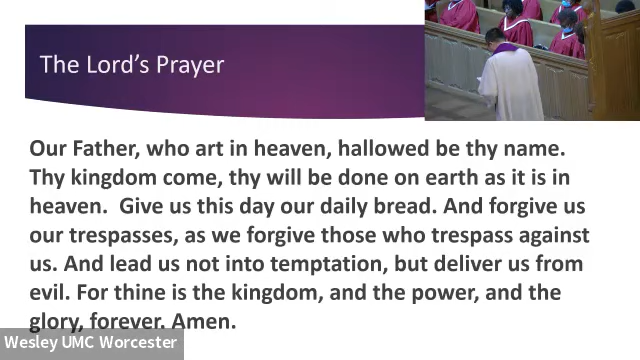 The Lord's Prayer
Our Father, who art in heaven, hallowed be thy name.
Thy kingdom come, thy will be done on earth as it is in
heaven.  Give us this day our daily bread. And forgive us
our trespasses, as we forgive those who trespass against
us. And lead us not into temptation, but deliver us from
evil. For thine is the kingdom, and the power, and the
glory, forever. Amen.
Wesley UMC Worcester